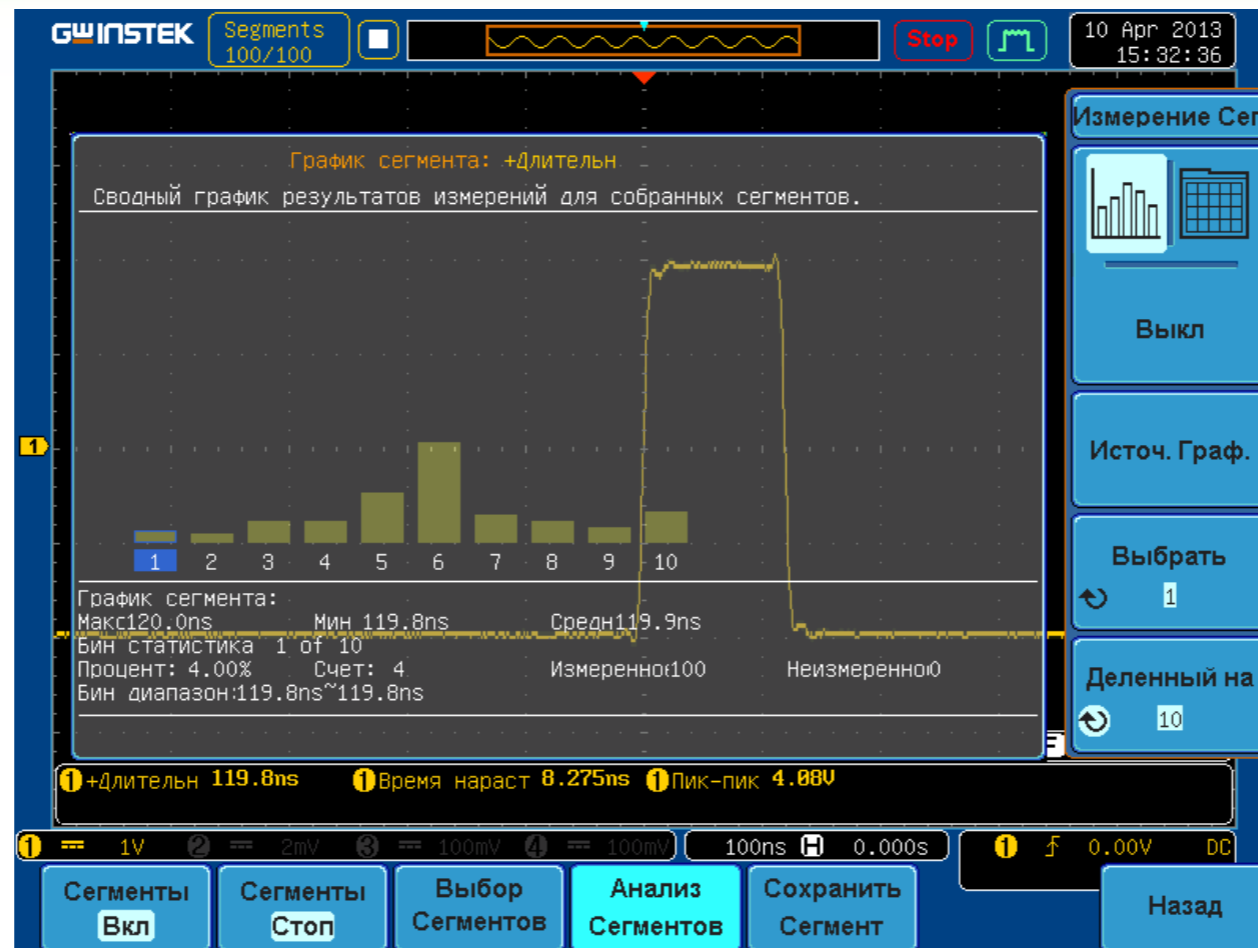 GWINSTEK
Segments
100/100
Stop
10 Apr 2013
15:32:36
График сегмента: +Длительн
Сводный график результатов измерений для собранных сегментов.
1 2 3 4 5 6 7 8 9 10
График сегмента:
Макс120.0ns Мин 119.8ns Средн119.9ns
Бин статистика 1 of 10
Процент: 4.00% Счет: 4 Измеренно:100 Неизмеренно:0
Бин диапазон:119.8ns~119.8ns
Измерение Сег
Выкл
Источ. Граф.
Выбрать
1
Деленный на
10
1
1 +Длительн 119.8ns 1 Время нараст 8.275ns 1 Пик-пик 4.08V
1 1V 2 2mV 3 100mV 4 100mV 100ns H 0.000s 1 0.00V DC
Сегменты
Вкл
Сегменты
Стоп
Выбор
Сегментов
Анализ
Сегментов
Сохранить
Сегмент
Назад